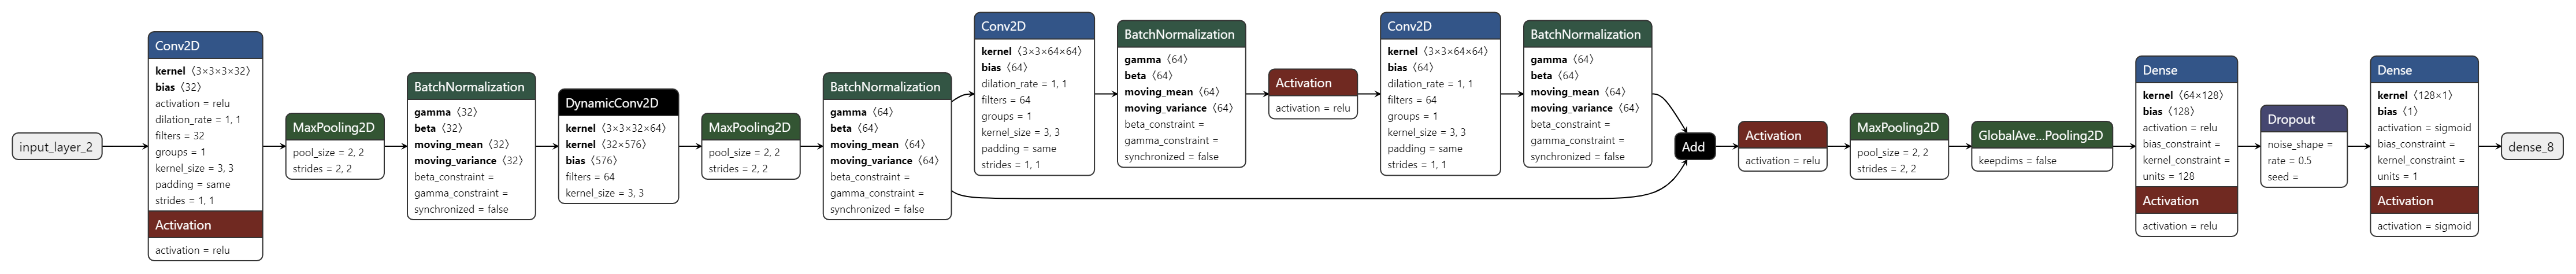 input_layer_2
Conv2D
kernel〈3×3×3×32〉
bias〈32〉
activation = relu
dilation_rate = 1, 1
filters = 32
groups = 1
kernel_size = 3, 3
padding = same
strides = 1, 1
Activation
activation = relu
MaxPooling2D
pool_size = 2, 2
strides = 2, 2
BatchNormalization
gamma〈32〉
beta〈32〉
moving_mean〈32〉
moving_variance〈32〉
beta_constraint =
gamma_constraint =
synchronized = false
DynamicConv2D
kernel〈3×3×32×64〉
kernel〈32×576〉
bias〈576〉
filters = 64
kernel_size = 3, 3
MaxPooling2D
pool_size = 2, 2
strides = 2, 2
BatchNormalization
gamma〈64〉
beta〈64〉
moving_mean〈64〉
moving_variance〈64〉
beta_constraint =
gamma_constraint =
synchronized = false
Conv2D
kernel〈3×3×64×64〉
bias〈64〉
dilation_rate = 1, 1
filters = 64
groups = 1
kernel_size = 3, 3
padding = same
strides = 1, 1
BatchNormalization
gamma〈64〉
beta〈64〉
moving_mean〈64〉
moving_variance〈64〉
beta_constraint =
gamma_constraint =
synchronized = false
Activation
activation = relu
Conv2D
kernel〈3×3×64×64〉
bias〈64〉
dilation_rate = 1, 1
filters = 64
groups = 1
kernel_size = 3, 3
padding = same
strides = 1, 1
BatchNormalization
gamma〈64〉
beta〈64〉
moving_mean〈64〉
moving_variance〈64〉
beta_constraint =
gamma_constraint =
synchronized = false
Add
Activation
activation = relu
MaxPooling2D
pool_size = 2, 2
strides = 2, 2
GlobalAve...Pooling2D
keepdims = false
Dense
kernel〈64×128〉
bias〈128〉
activation = relu
bias_constraint =
kernel_constraint =
units = 128
Activation
activation = relu
Dropout
noise_shape =
rate = 0.5
seed =
Dense
kernel〈128×1〉
bias〈1〉
activation = sigmoid
bias_constraint =
kernel_constraint =
units = 1
Activation
activation = sigmoid
dense_8